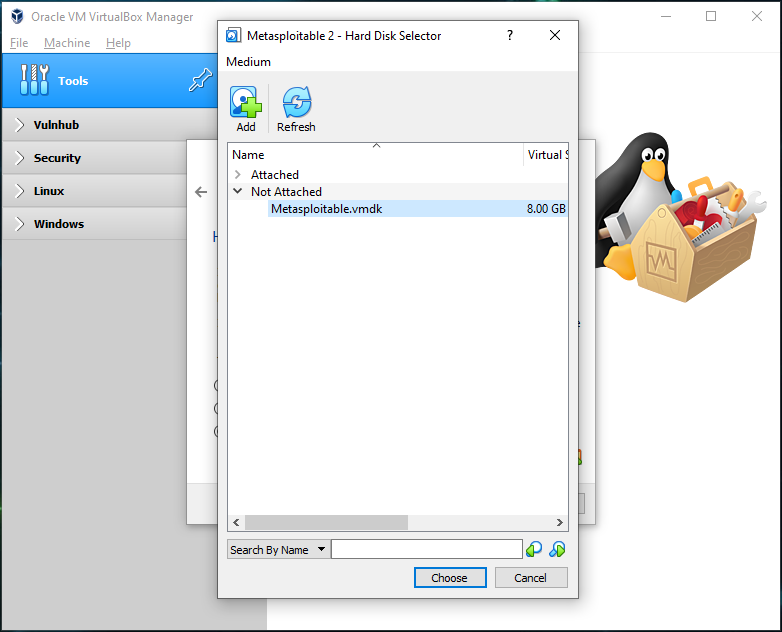 Oracle VM VirtualBox Manager
File Machine Help
Tools
Vulnhub
Security
Linux
Windows
Metasploitable 2 - Hard Disk Selector
?
Medium
Add Refresh
Name Virtual S
Attached
Not Attached
Metasploitable.vmdk 8.00 GB
Search By Name
Choose Cancel